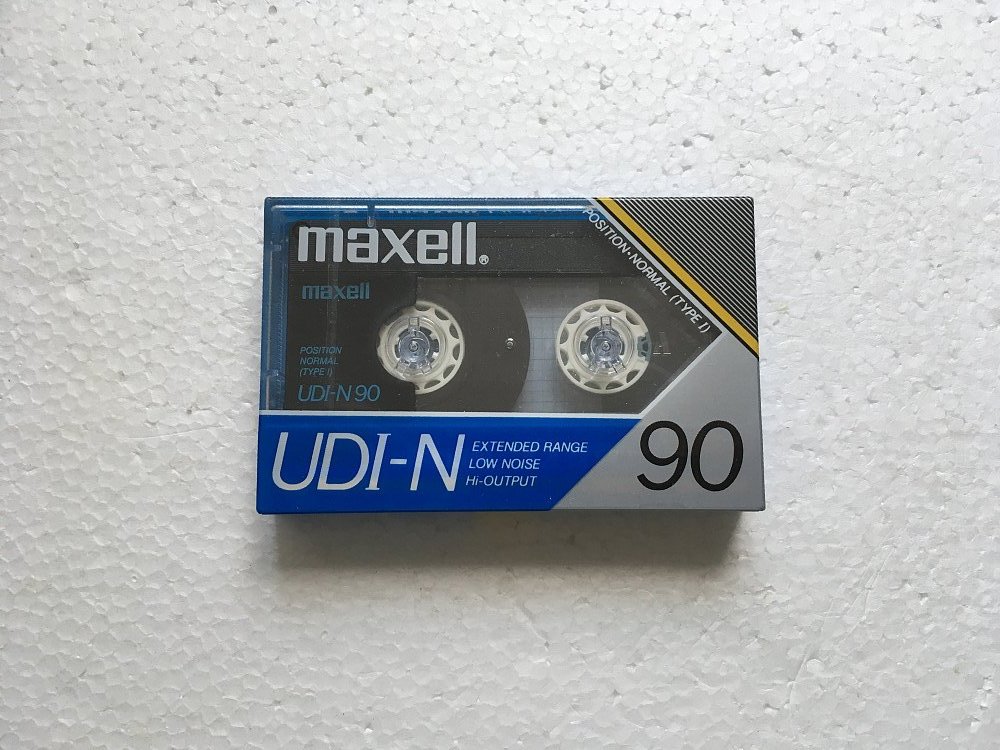 maxell®
POSITION•NORMAL (TYPE I)
maxell
POSITION
NORMAL
(TYPE I)
UDI-N 90
UDI-N
EXTENDED RANGE
LOW NOISE
Hi-OUTPUT
90